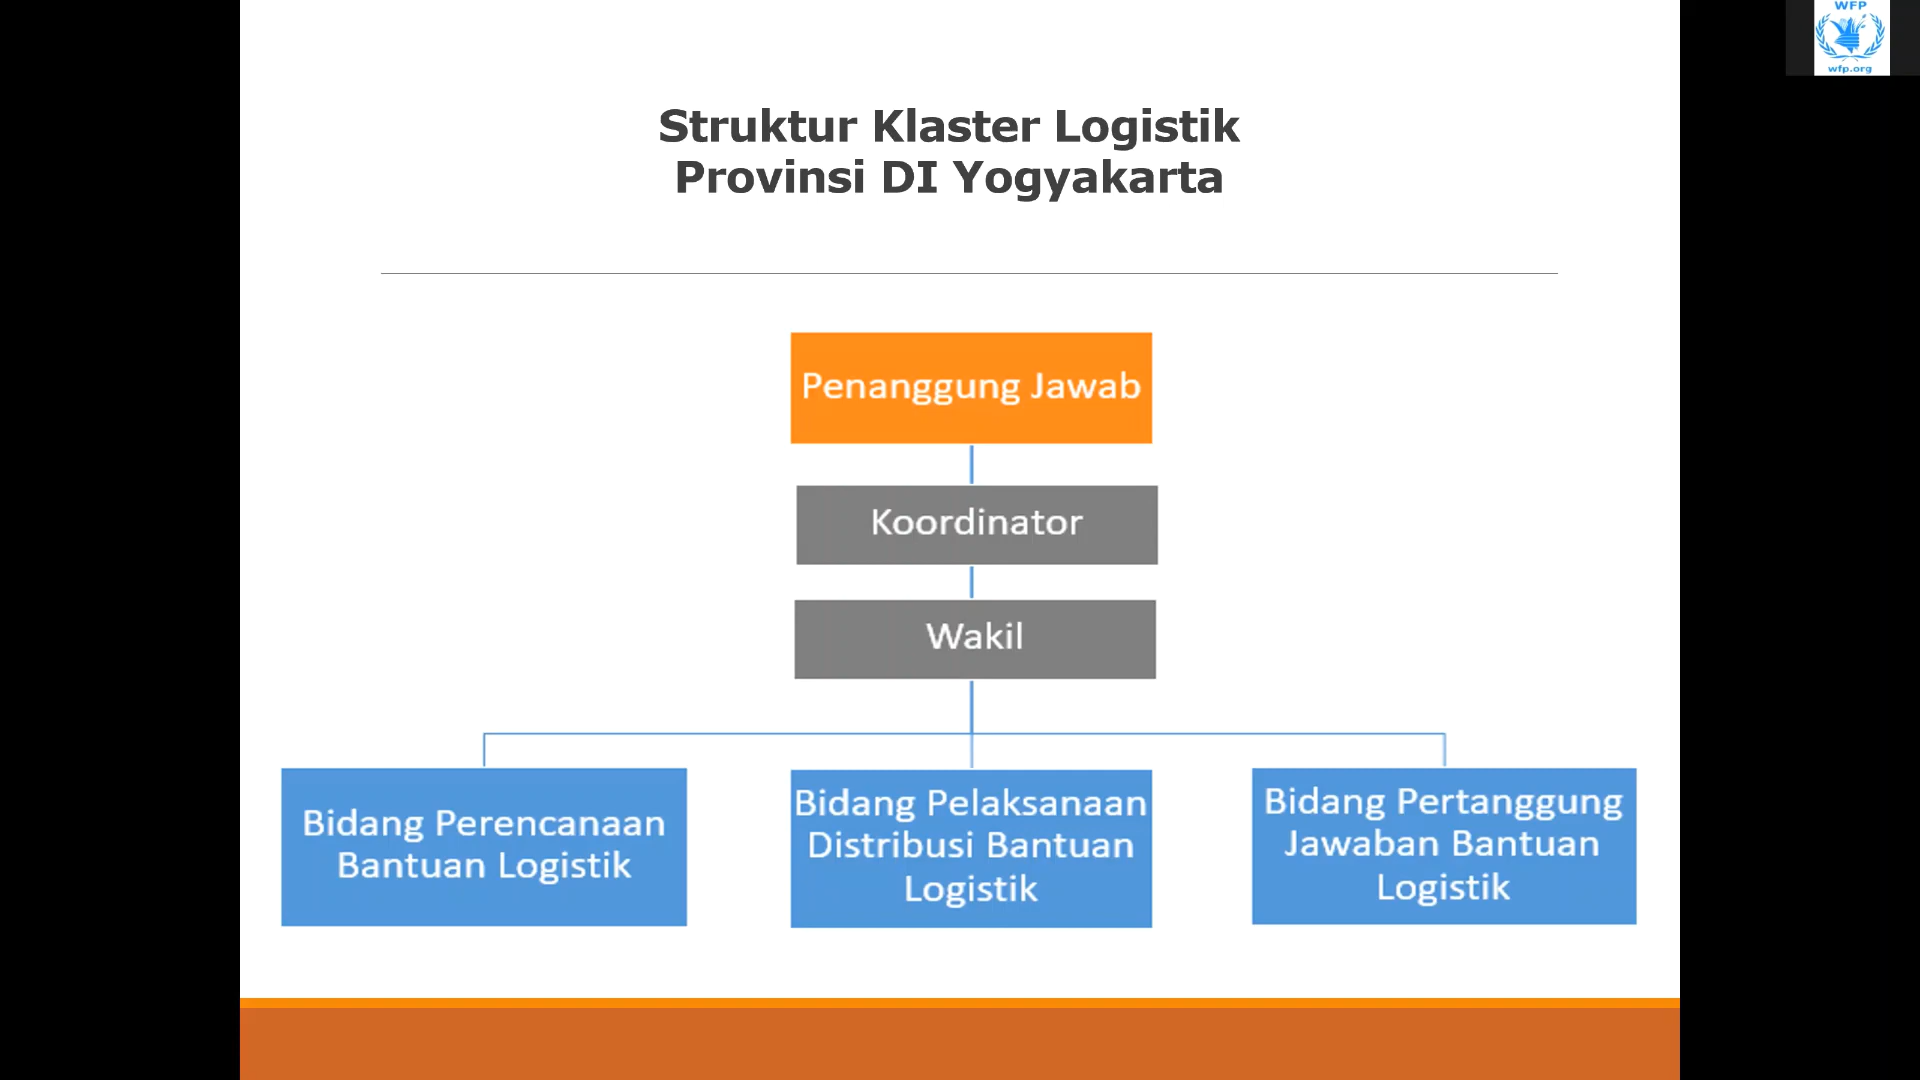 WFP
wfp.org
Struktur Klaster Logistik
Provinsi DI Yogyakarta
Penanggung Jawab
Koordinator
Wakil
Bidang Perencanaan
Bantuan Logistik
Bidang Pelaksanaan
Distribusi Bantuan
Logistik
Bidang Pertanggung
Jawaban Bantuan
Logistik